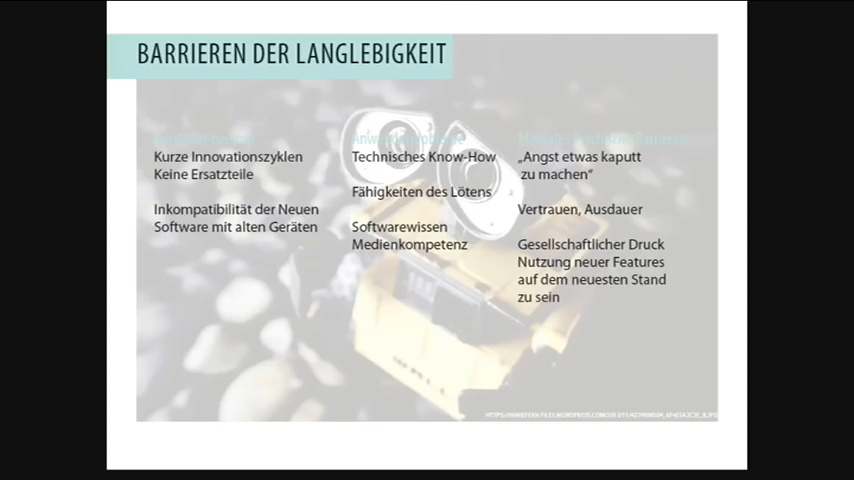 BARRIEREN DER LANGLEBIGKEIT
Kurze Innovationszyklen
Keine Ersatzteile
Inkompatibilität der Neuen
Software mit alten Geräten
Technisches Know-How
Fähigkeiten des Lötens
Softwarewissen
Medienkompetenz
„Angst etwas kaputt
zu machen“
Vertrauen, Ausdauer
Gesellschaftlicher Druck
Nutzung neuer Features
auf dem neuesten Stand
zu sein